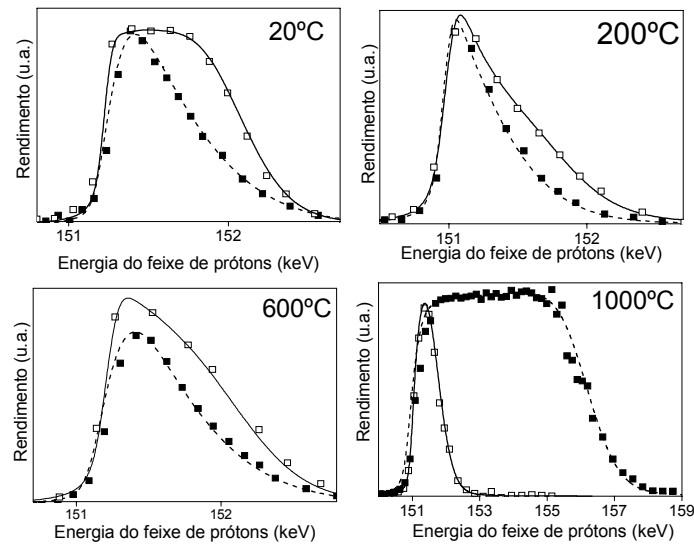 20ºC
Rendimento (u.a.)
151 152
Energia do feixe de prótons (keV)
200ºC
Rendimento (u.a.)
151 152
Energia do feixe de prótons (keV)
600ºC
Rendimento (u.a.)
151 152
Energia do feixe de prótons (keV)
1000ºC
Rendimento (u.a.)
151 153 155 157 159
Energia do feixe de prótons (keV)